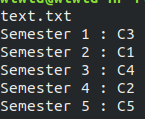 text.txt
Semester 1 : C3
Semester 2 : C1
Semester 3 : C4
Semester 4 : C2
Semester 5 : C5